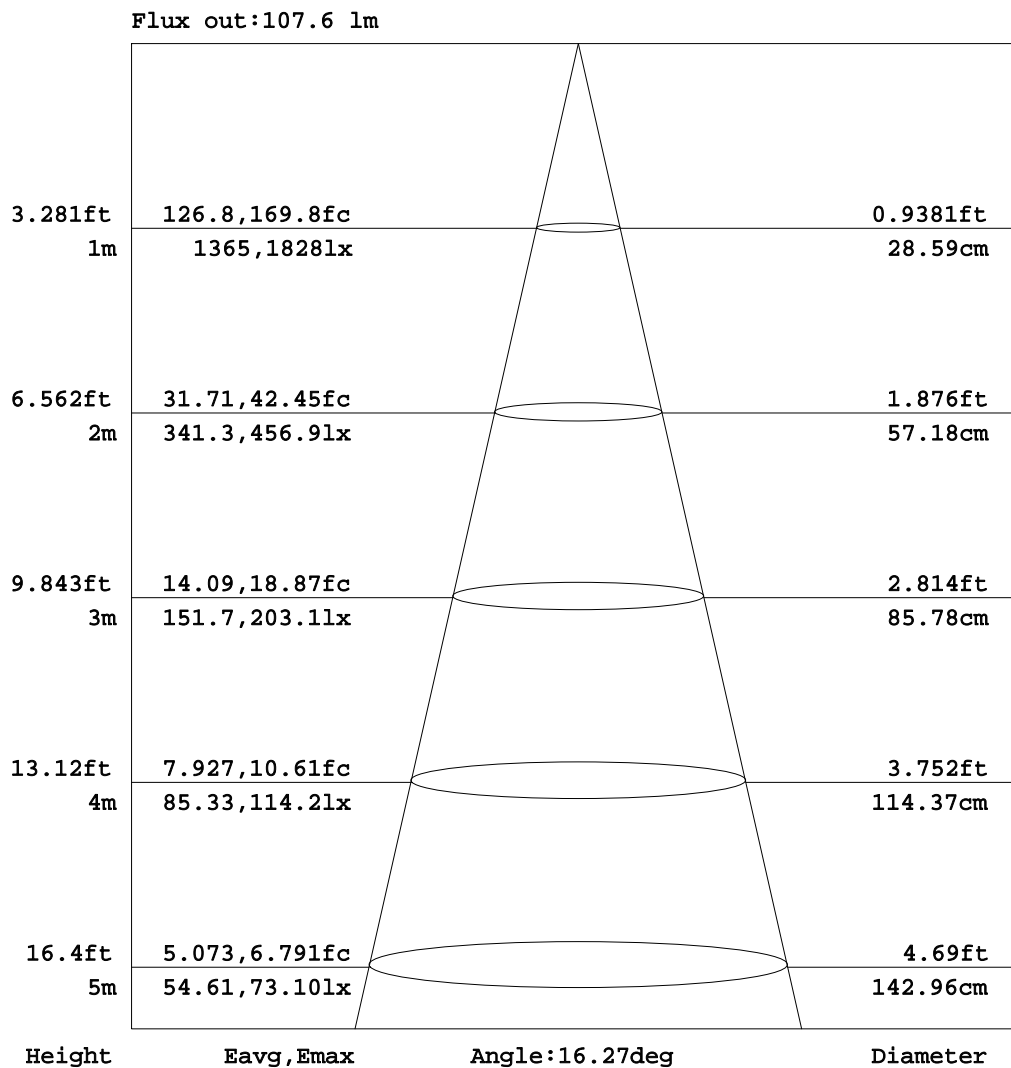 Flux out:107.6 lm
3.281ft 126.8,169.8fc 0.9381ft
1m 1365,1828lx 28.59cm
6.562ft 31.71,42.45fc 1.876ft
2m 341.3,456.9lx 57.18cm
9.843ft 14.09,18.87fc 2.814ft
3m 151.7,203.1lx 85.78cm
13.12ft 7.927,10.61fc 3.752ft
4m 85.33,114.2lx 114.37cm
16.4ft 5.073,6.791fc 4.69ft
5m 54.61,73.10lx 142.96cm
Height Eavg,Emax Angle:16.27deg Diameter